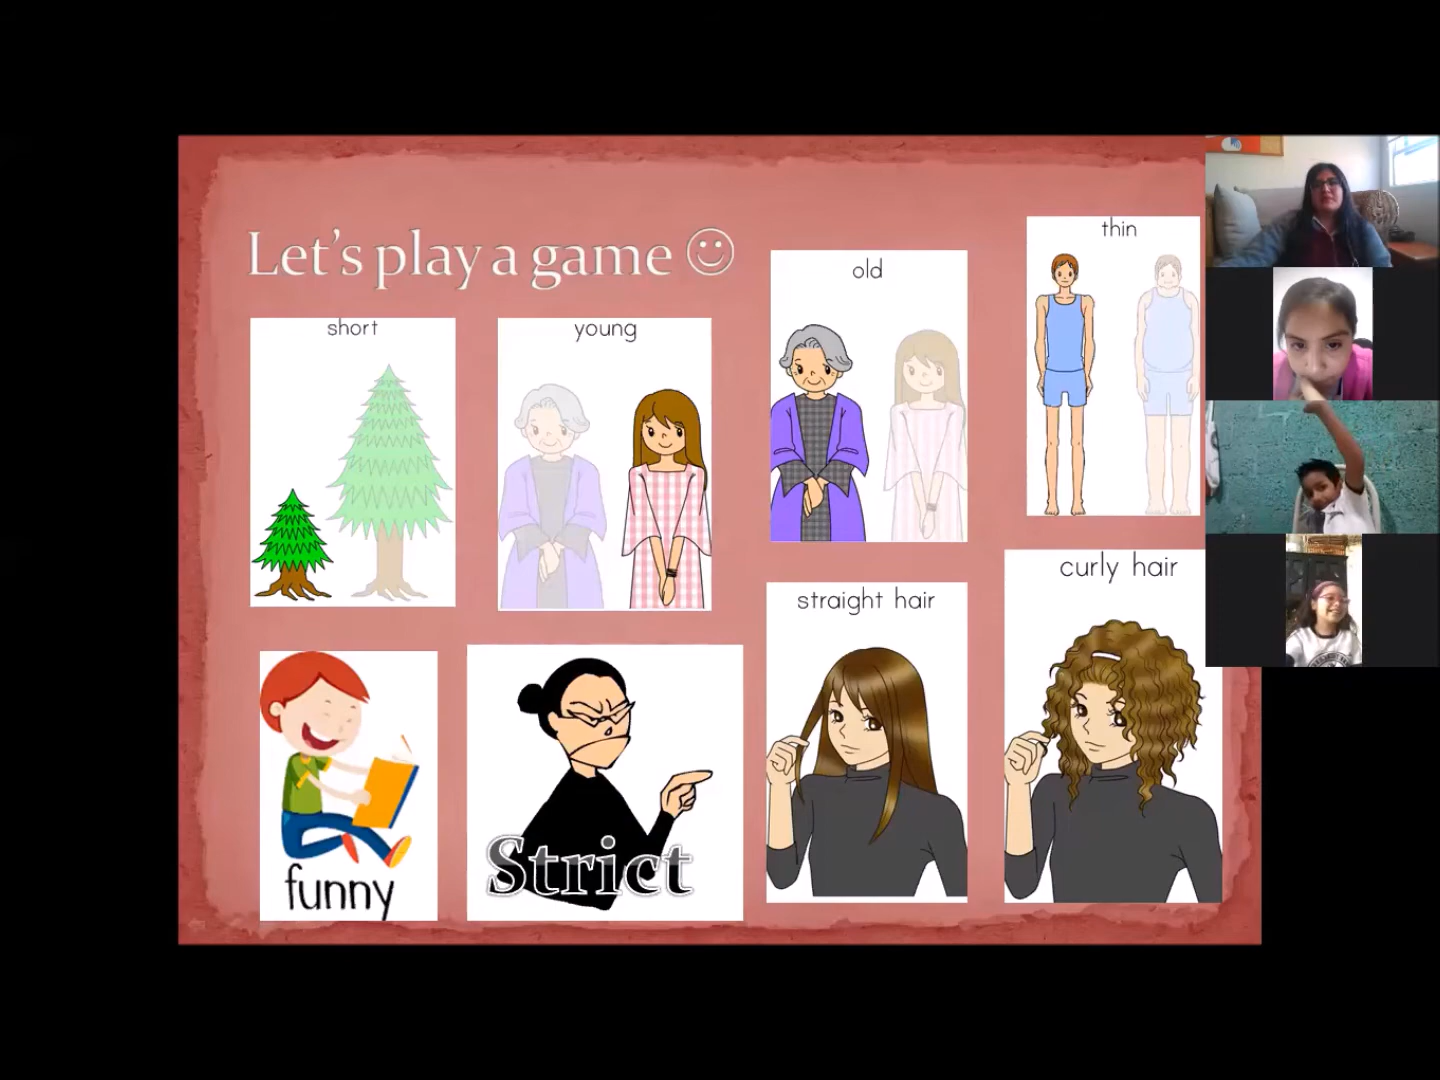 Let's play a game ☺
short
young
old
thin
funny
Strict
straight hair
curly hair